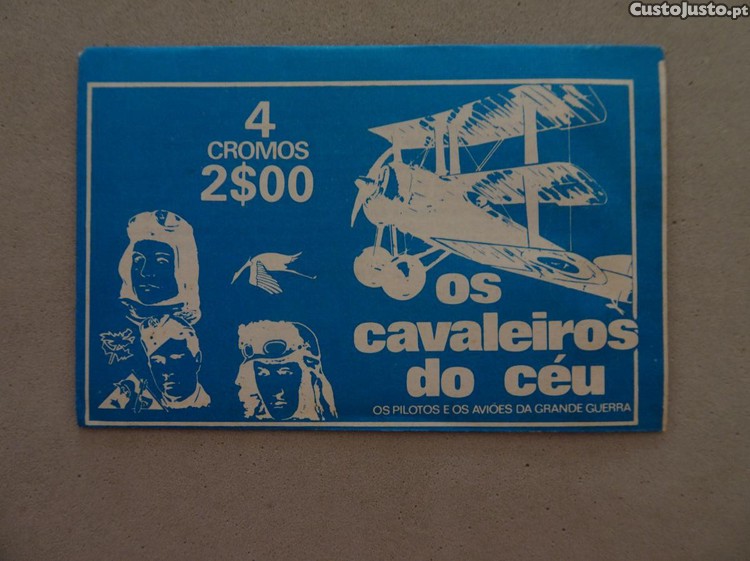 CustoJusto.pt
4
CROMOS
2$00
os
cavaleiros
do céu
OS PILOTOS E OS AVIÕES DA GRANDE GUERRA